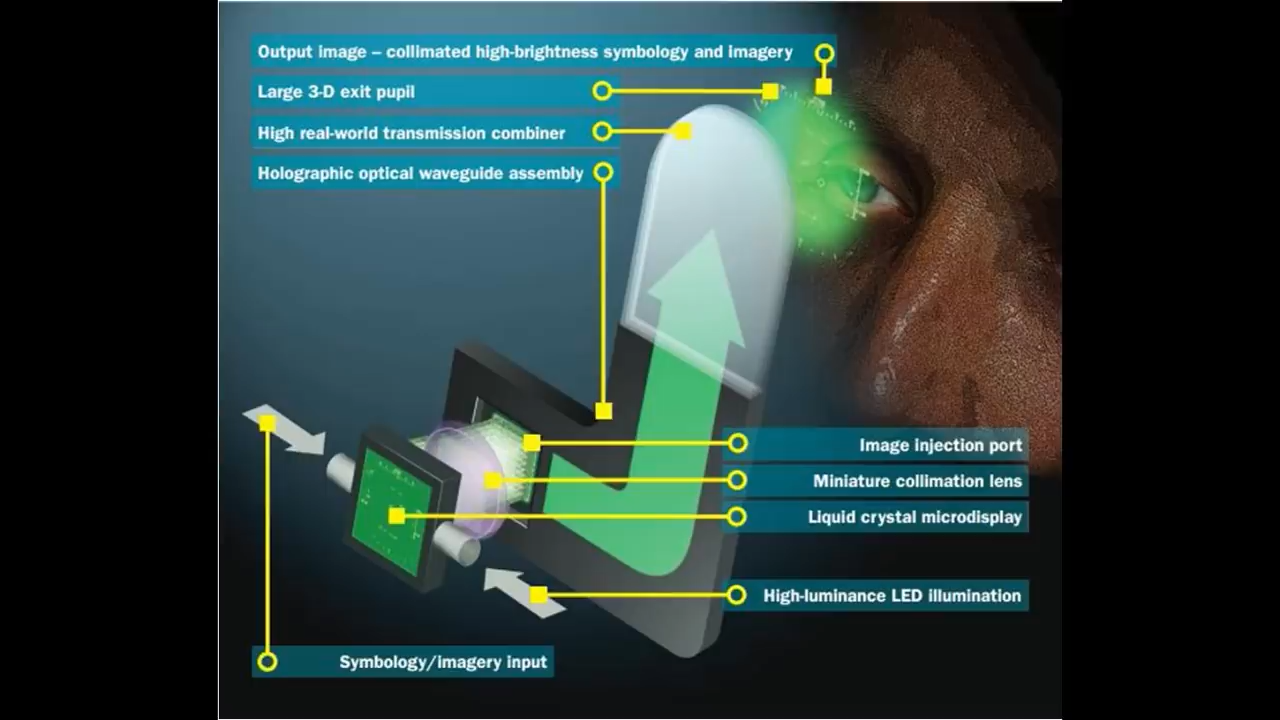 Output image – collimated high-brightness symbology and imagery
Large 3-D exit pupil
High real-world transmission combiner
Holographic optical waveguide assembly
Image injection port
Miniature collimation lens
Liquid crystal microdisplay
High-luminance LED illumination
Symbology/imagery input